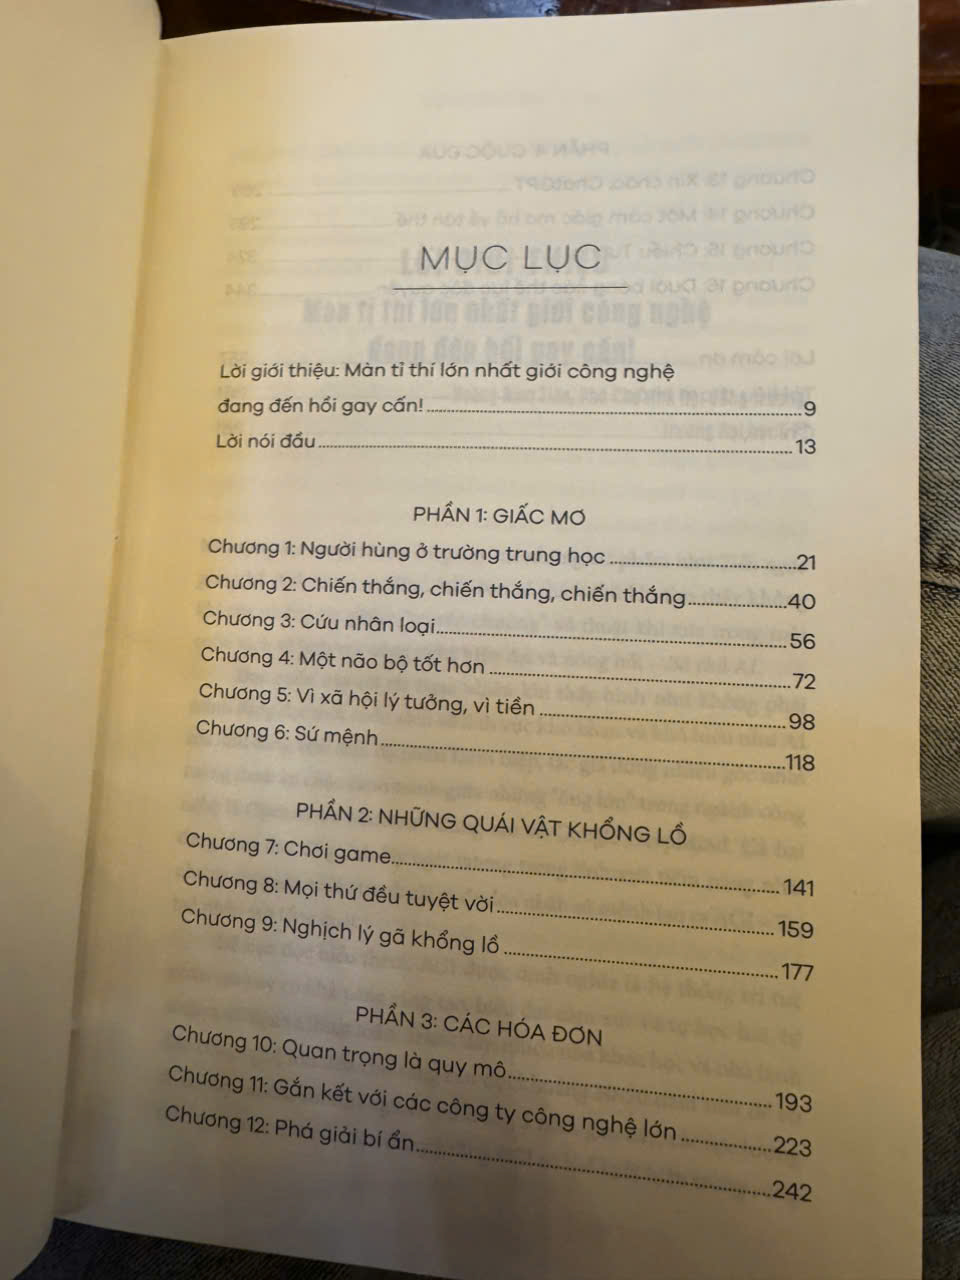 MỤC LỤC
Lời giới thiệu: Màn tỉ thí lớn nhất giới công nghệ
đang đến hồi gay cấn!........9
Lời nói đầu........13
PHẦN 1: GIẤC MƠ
Chương 1: Người hùng ở trường trung học........21
Chương 2: Chiến thắng, chiến thắng, chiến thắng........40
Chương 3: Cứu nhân loại........56
Chương 4: Một não bộ tốt hơn........72
Chương 5: Vì xã hội lý tưởng, vì tiền........98
Chương 6: Sứ mệnh........118
PHẦN 2: NHỮNG QUÁI VẬT KHỔNG LỒ
Chương 7: Chơi game........141
Chương 8: Mọi thứ đều tuyệt vời........159
Chương 9: Nghịch lý gã khổng lồ........177
PHẦN 3: CÁC HÓA ĐƠN
Chương 10: Quan trọng là quy mô........193
Chương 11: Gắn kết với các công ty công nghệ lớn........223
Chương 12: Phá giải bí ẩn........242